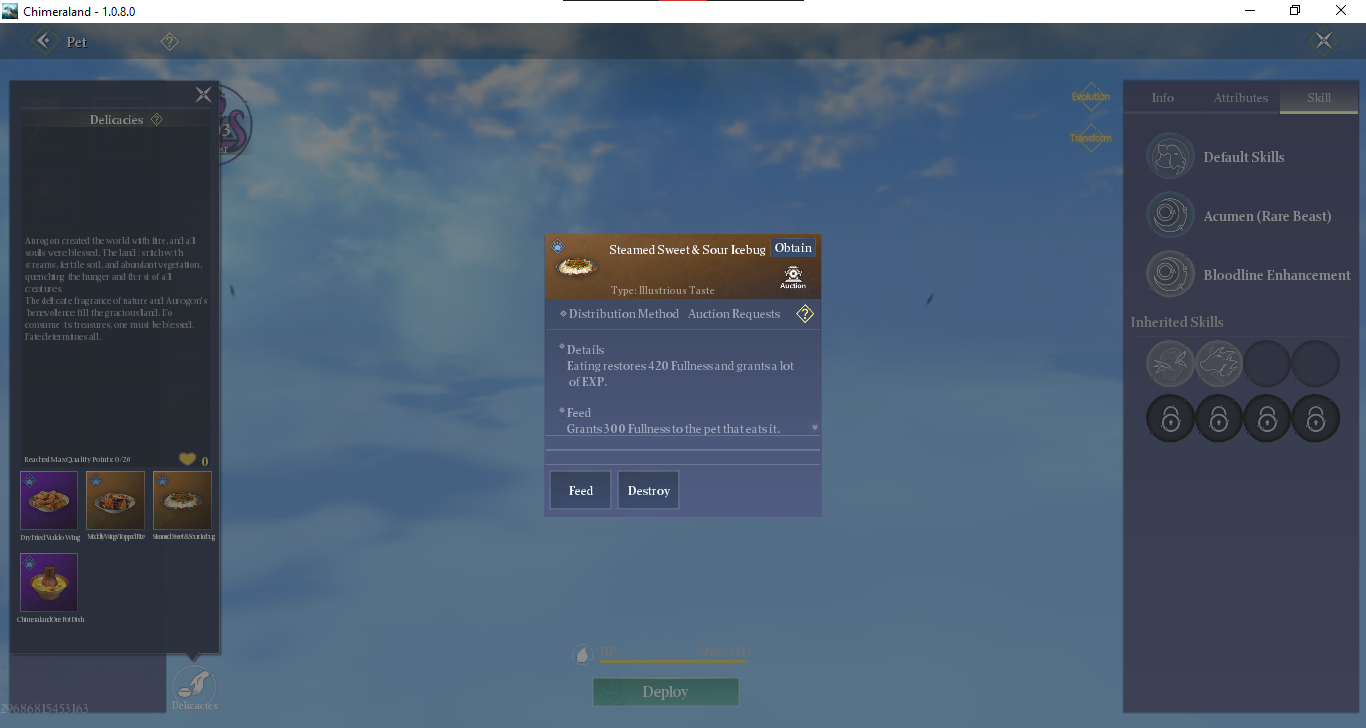 Chimeraland - 1.0.8.0
Pet
?
Delicacies ?
Aurogon created the world with fire, and all
souls were blessed. The land is rich with
streams, fertile soil, and abundant vegetation,
quenching the hunger and thirst of all
creatures.
The delicate fragrance of nature and Aurogon's
benevolence fill the gracious land. To
consume its treasures, one must be blessed.
Fate determines all.
Reached Max Quality Points: 0/20
0
Dry Fried Vuldo Wing
Steamed Sweet & Sour Icebug
Chimeraland One Pot Dish
Delicacies
29686815453163
Steamed Sweet & Sour Icebug
Obtain
Type: Illustrious Taste
Auction
Distribution Method Auction Requests ?
Details
Eating restores 420 Fullness and grants a lot
of EXP.
Feed
Grants 300 Fullness to the pet that eats it.
Feed
Destroy
HP
Deploy
Evolution
Transform
Info
Attributes
Skill
Default Skills
Acumen (Rare Beast)
Bloodline Enhancement
Inherited Skills